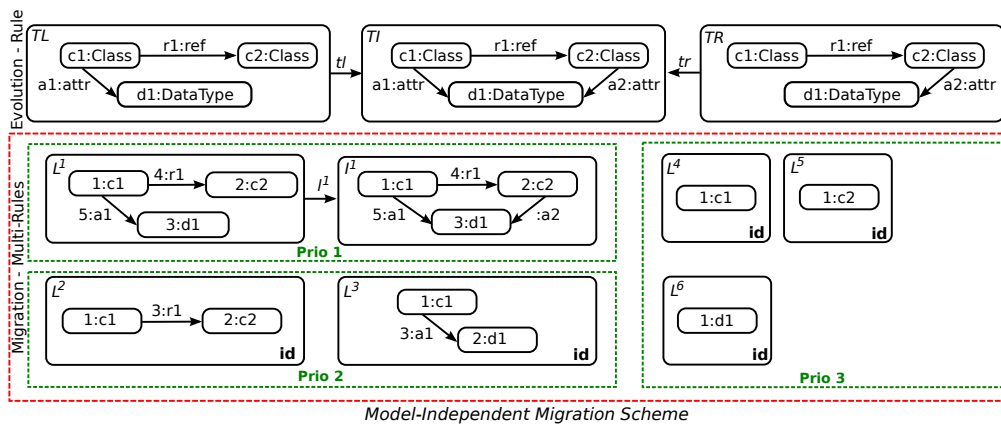 Evolution - Rule
TL
c1:Class
r1:ref
c2:Class
a1:attr
d1:DataType
tl
TI
c1:Class
r1:ref
c2:Class
a1:attr
a2:attr
d1:DataType
tr
TR
c1:Class
r1:ref
c2:Class
d1:DataType
a2:attr
Migration - Multi-Rules
L1
1:c1
4:r1
2:c2
5:a1
3:d1
l1
I1
1:c1
4:r1
2:c2
5:a1
:a2
3:d1
Prio 1
L2
1:c1
3:r1
2:c2
id
L3
1:c1
3:a1
2:d1
id
Prio 2
L4
1:c1
id
L5
1:c2
id
L6
1:d1
id
Prio 3
Model-Independent Migration Scheme